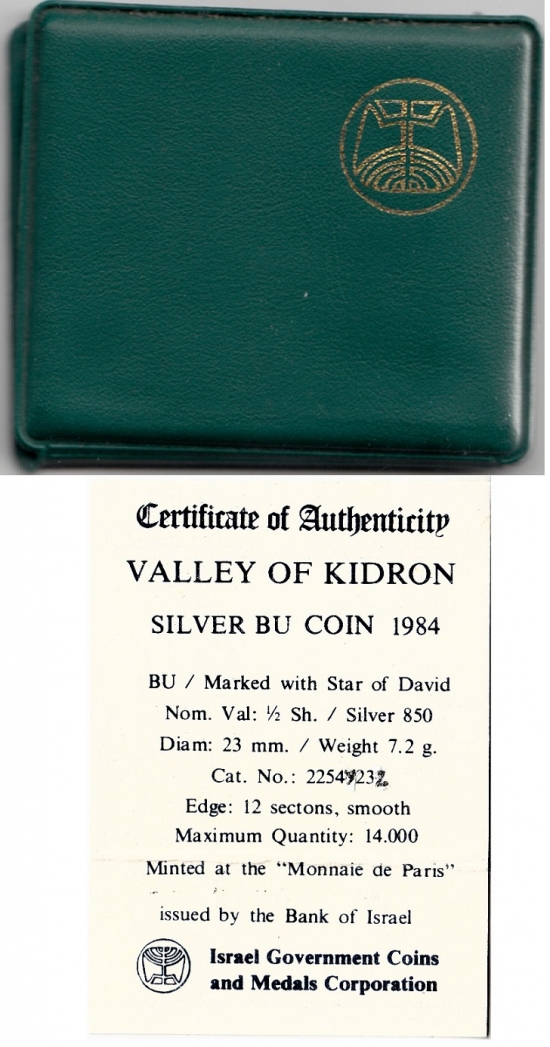 Certificate of Authenticity
VALLEY OF KIDRON
SILVER BU COIN 1984
BU / Marked with Star of David
Nom. Val: ½ Sh. / Silver 850
Diam: 23 mm. / Weight 7.2 g.
Cat. No.:
Edge: 12 sectons, smooth
Maximum Quantity: 14.000
Minted at the "Monnaie de Paris"
issued by the Bank of Israel
Israel Government Coins
and Medals Corporation